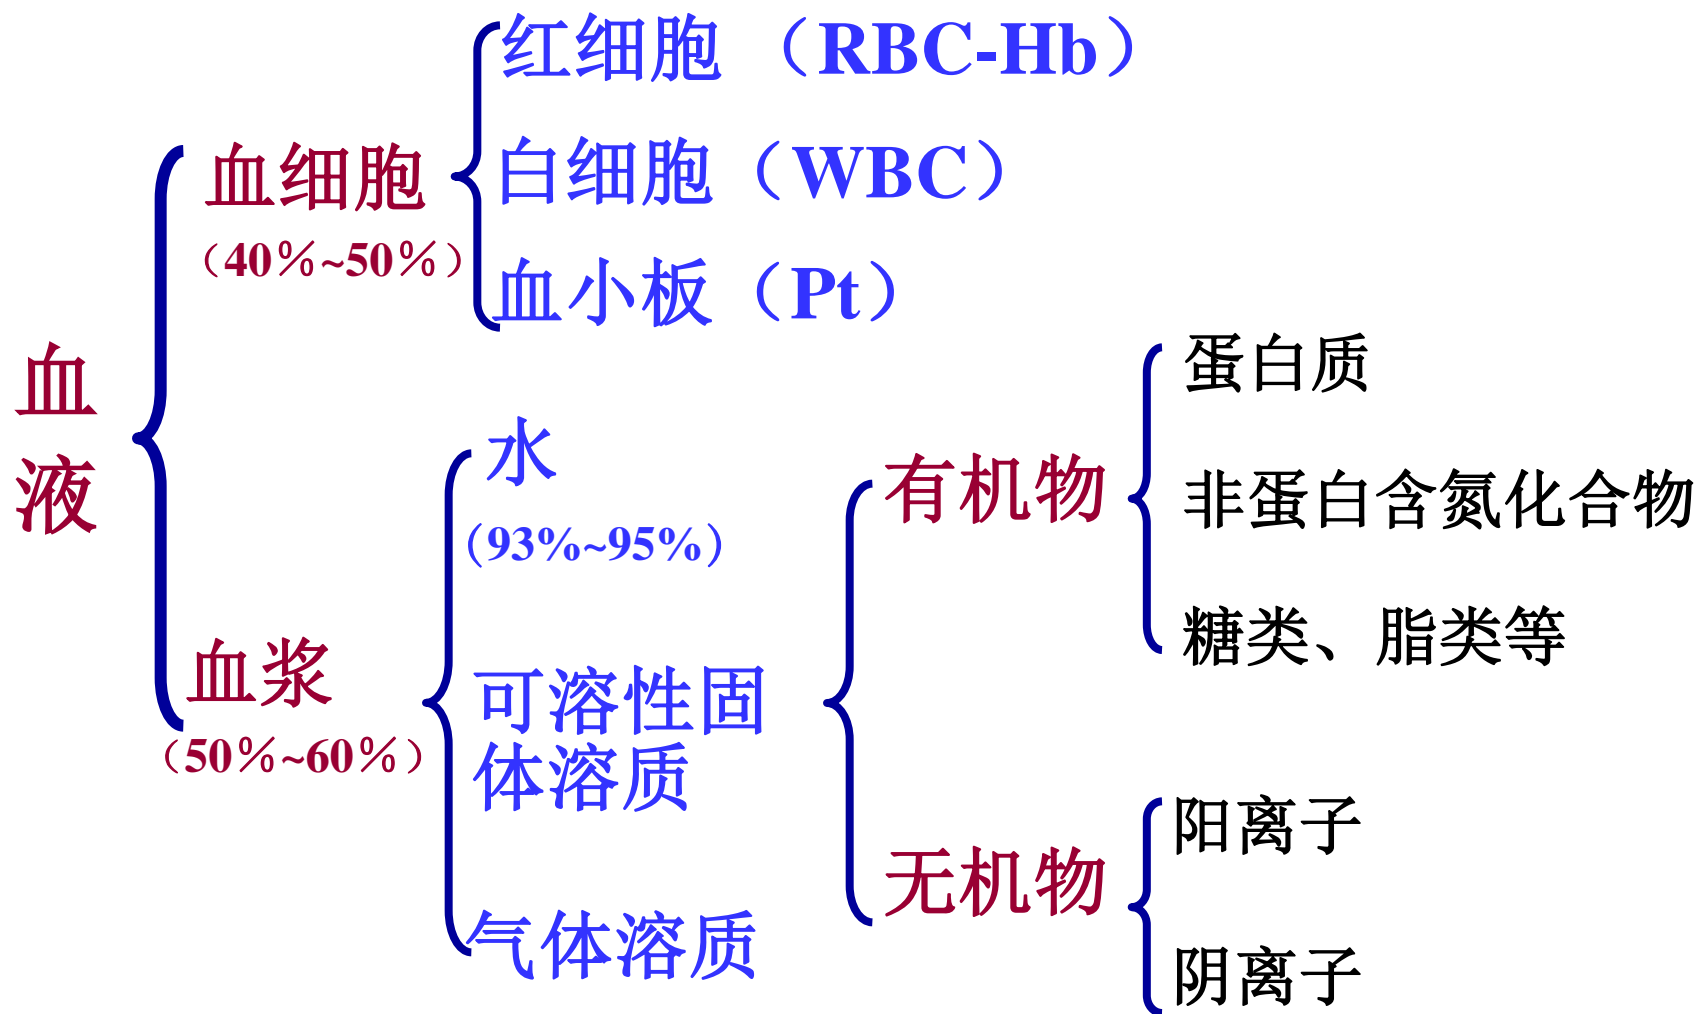 血液
血细胞
（40％~50％）
红细胞 （RBC-Hb）
白细胞（WBC）
血小板（Pt）
血浆
（50％~60％）
水
（93%~95%）
可溶性固
体溶质
气体溶质
有机物
蛋白质
非蛋白含氮化合物
糖类、脂类等
无机物
阳离子
阴离子